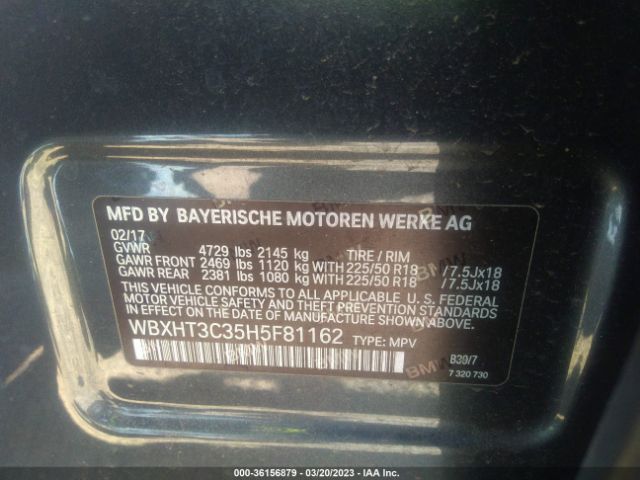 MFD BY BAYERISCHE MOTOREN WERKE AG
02/17
GVWR 4729 lbs 2145 kg TIRE / RIM
GAWR FRONT 2469 lbs 1120 kg WITH 225/50 R18 /7.5Jx18
GAWR REAR 2381 lbs 1080 kg WITH 225/50 R18 /7.5Jx18
THIS VEHICLE CONFORMS TO ALL APPLICABLE U. S. FEDERAL
MOTOR VEHICLE SAFETY AND THEFT PREVENTION STANDARDS
IN EFFECT ON THE DATE OF MANUFACTURE SHOWN ABOVE.
WBXHT3C35H5F81162 TYPE: MPV
B39/7
7 320 730
000-36156879 - 03/20/2023 - IAA Inc.